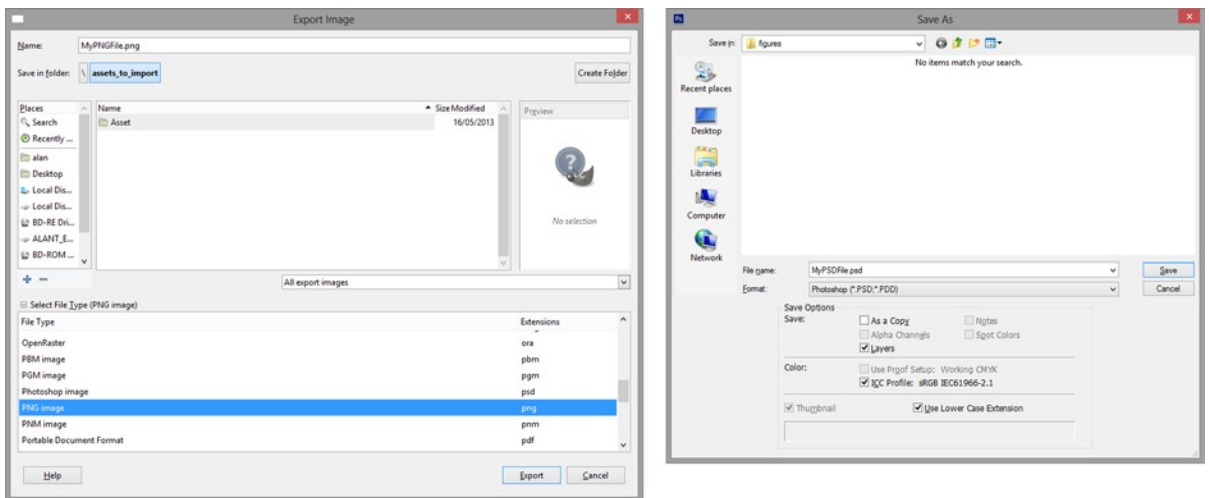 Export Image
Name: MyPNGFile.png
Save in folder: \ assets_to_import Create Folder
Places
Search
Recently ...
alan
Desktop
Local Dis...
Local Dis...
BD-RE Dri...
ALANT_E...
BD-ROM ...
Name Size Modified
Asset 16/05/2013
Preview
No selection
All export images
Select File Type (PNG image)
File Type Extensions
OpenRaster ora
PBM image pbm
PGM image pgm
Photoshop image psd
PNG image png
PNM image pnm
Portable Document Format pdf
Help Export Cancel
Ps Save As
Save in: figures
Recent places
Desktop
Libraries
Computer
Network
No items match your search.
File name: MyPSDFile.psd Save
Format: Photoshop (*.PSD;*.PDD) Cancel
Save Options
Save: As a Copy Notes
Alpha Channels Spot Colors
Layers
Color: Use Proof Setup: Working CMYK
ICC Profile: sRGB IEC61966-2.1
Thumbnail Use Lower Case Extension